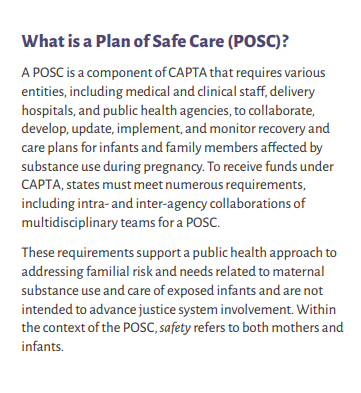 What is a Plan of Safe Care (POSC)?
A POSC is a component of CAPTA that requires various
entities, including medical and clinical staff, delivery
hospitals, and public health agencies, to collaborate,
develop, update, implement, and monitor recovery and
care plans for infants and family members affected by
substance use during pregnancy. To receive funds under
CAPTA, states must meet numerous requirements,
including intra- and inter-agency collaborations of
multidisciplinary teams for a POSC.
These requirements support a public health approach to
addressing familial risk and needs related to maternal
substance use and care of exposed infants and are not
intended to advance justice system involvement. Within
the context of the POSC, safety refers to both mothers and
infants.